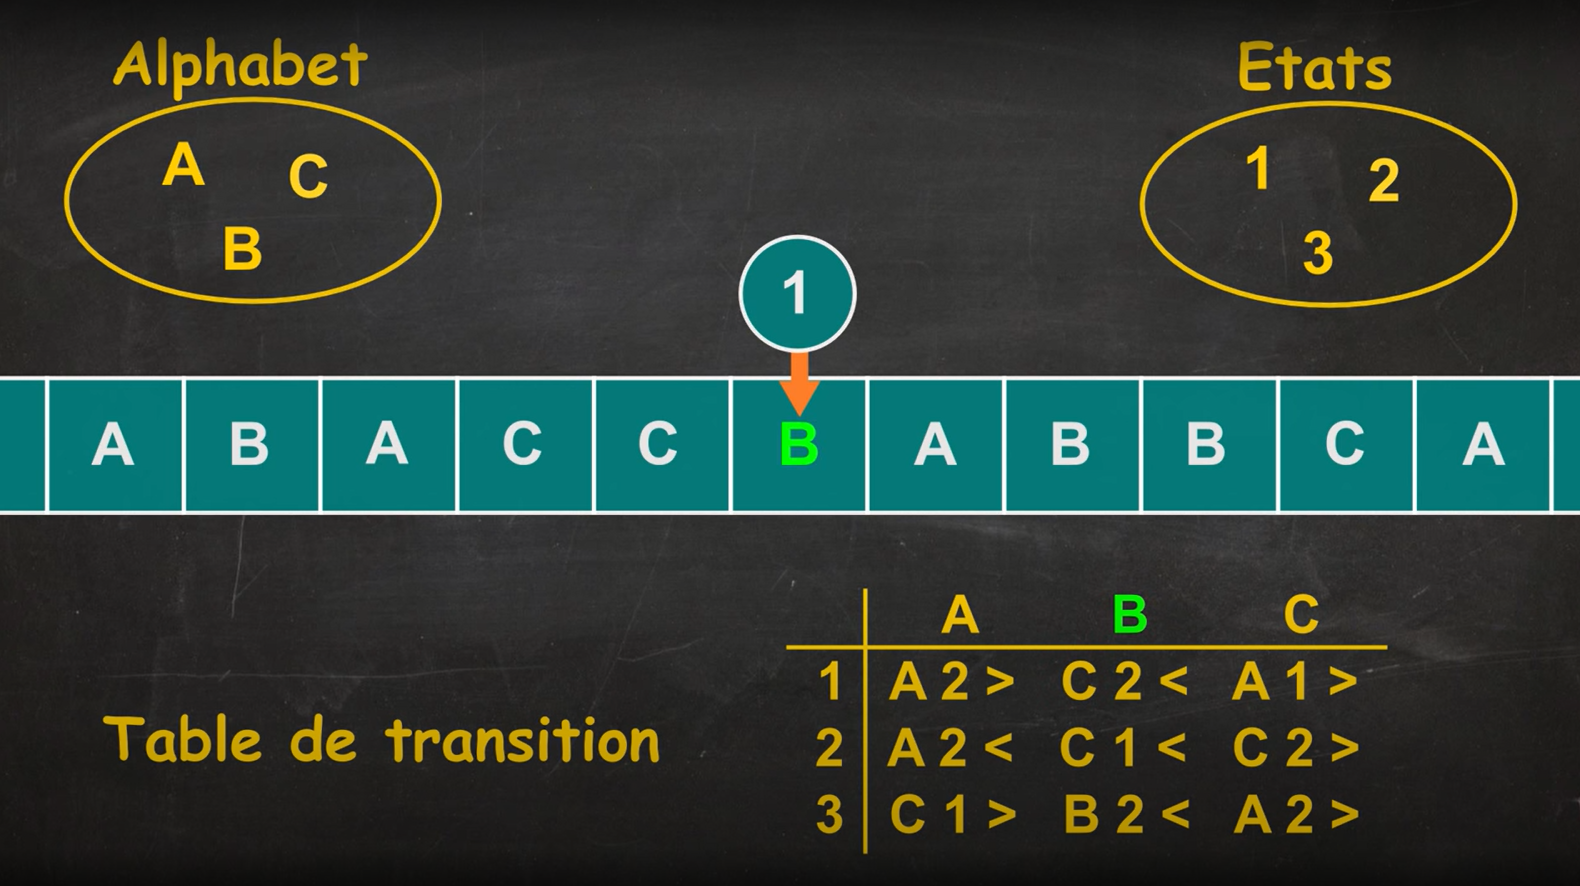 Alphabet
Etats
A C
B
1 2
3
1
A B A C C B A B B C A
A B C
1 A 2 > C 2 < A 1 >
2 A 2 < C 1 < C 2 >
3 C 1 > B 2 < A 2 >
Table de transition